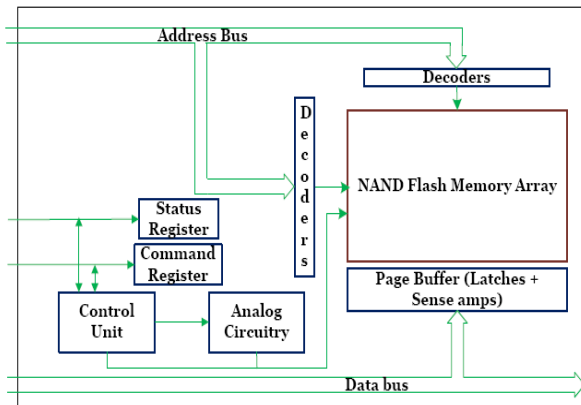 Address Bus
Decoders
D
e
c
o
d
e
r
s
NAND Flash Memory Array
Status
Register
Command
Register
Page Buffer (Latches +
Sense amps)
Control
Unit
Analog
Circuitry
Data bus